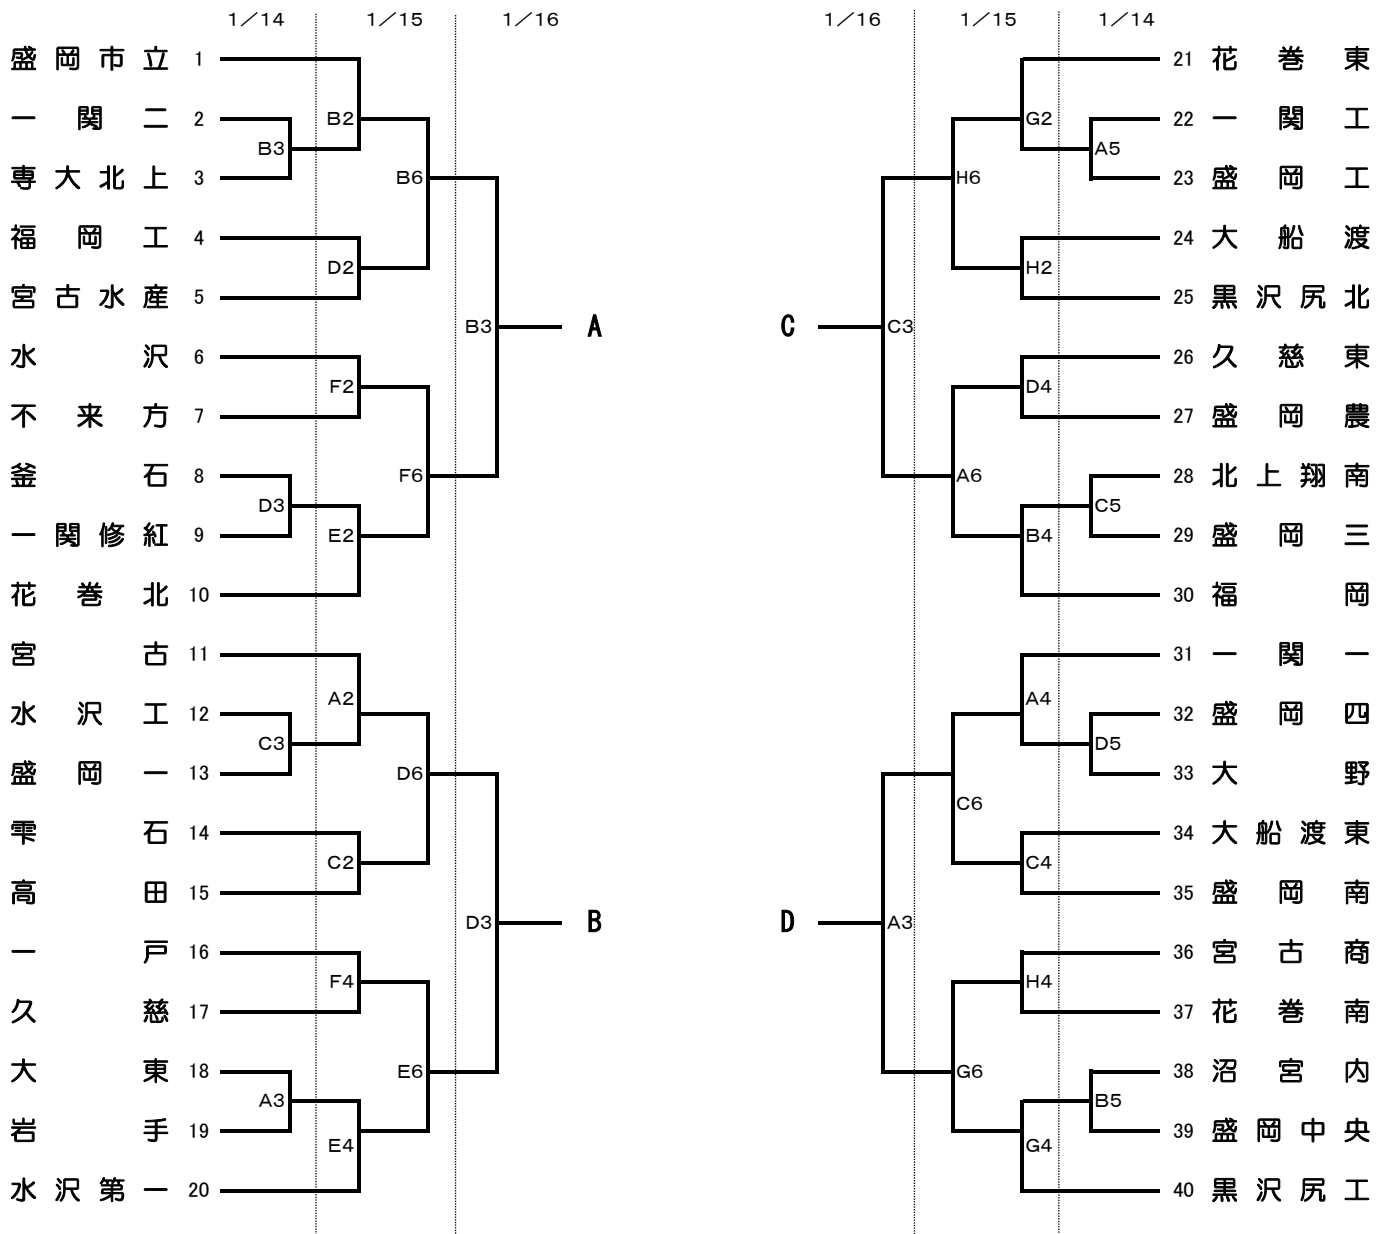 1／14 1／15 1／16 1／16 1／15 1／14
盛岡市立 1 21 花巻東
一関二 2 B2 G2 22 一関工
B3 A5
専大北上 3 B6 H6 23 盛岡工
福岡工 4 24 大船渡
D2 H2
宮古水産 5 25 黒沢尻北
B3 A C C3
水沢 6 26 久慈東
F2 D4
不来方 7 27 盛岡農
釜石 8 F6 A6 28 北上翔南
D3 C5
一関修紅 9 E2 B4 29 盛岡三
花巻北 10 30 福岡
宮古 11 31 一関一
A2 A4
水沢工 12 32 盛岡四
C3 D5
盛岡一 13 D6 33 大野
C6
雫石 14 34 大船渡東
C2 C4
高田 15 35 盛岡南
D3 B D A3
一戸 16 36 宮古商
F4 H4
久慈 17 37 花巻南
大東 18 E6 G6 38 沼宮内
A3 B5
岩手 19 39 盛岡中央
E4 G4
水沢第一 20 40 黒沢尻工